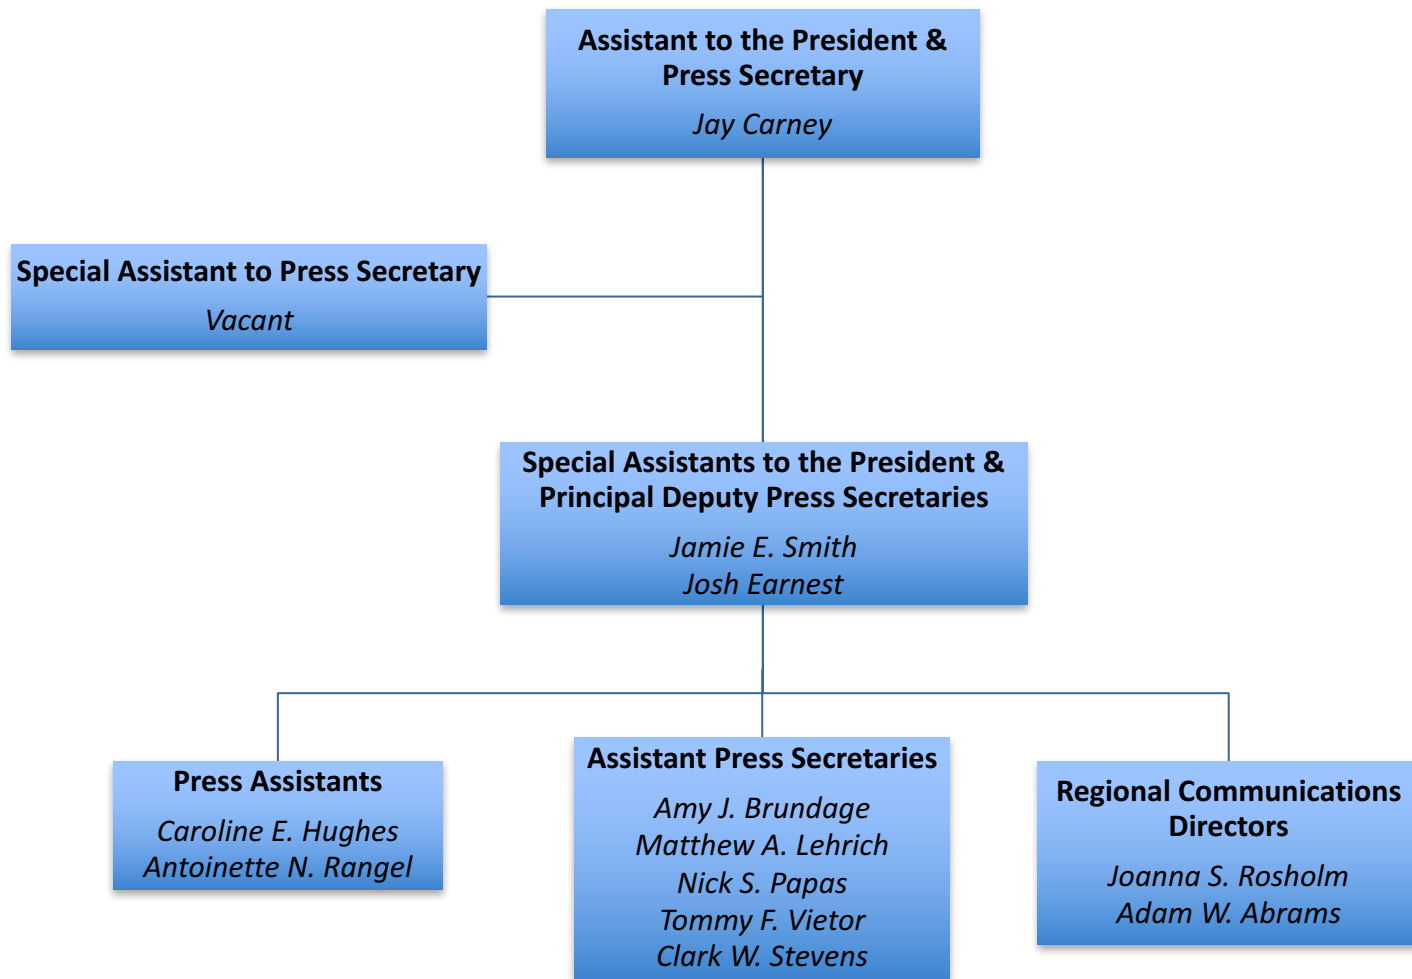 Assistant to the President &
Press Secretary
Jay Carney
Special Assistant to Press Secretary
Vacant
Special Assistants to the President &
Principal Deputy Press Secretaries
Jamie E. Smith
Josh Earnest
Press Assistants
Caroline E. Hughes
Antoinette N. Rangel
Assistant Press Secretaries
Amy J. Brundage
Matthew A. Lehrich
Nick S. Papas
Tommy F. Vietor
Clark W. Stevens
Regional Communications
Directors
Joanna S. Rosholm
Adam W. Abrams